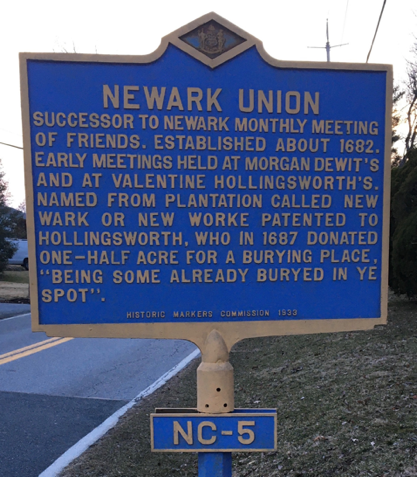 NEWARK UNION
SUCCESSOR TO NEWARK MONTHLY MEETING
OF FRIENDS. ESTABLISHED ABOUT 1682.
EARLY MEETINGS HELD AT MORGAN DEWIT'S
AND AT VALENTINE HOLLINGSWORTH'S.
NAMED FROM PLANTATION CALLED NEW
WARK OR NEW WORKE PATENTED TO
HOLLINGSWORTH, WHO IN 1687 DONATED
ONE-HALF ACRE FOR A BURYING PLACE,
"BEING SOME ALREADY BURYED IN YE
SPOT".
HISTORIC MARKERS COMMISSION 1933
NC-5